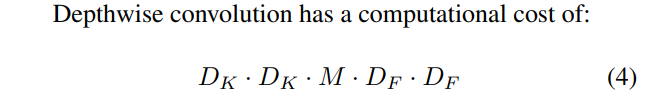 Depthwise convolution has a computational cost of:
D_K · D_K · M · D_F · D_F (4)